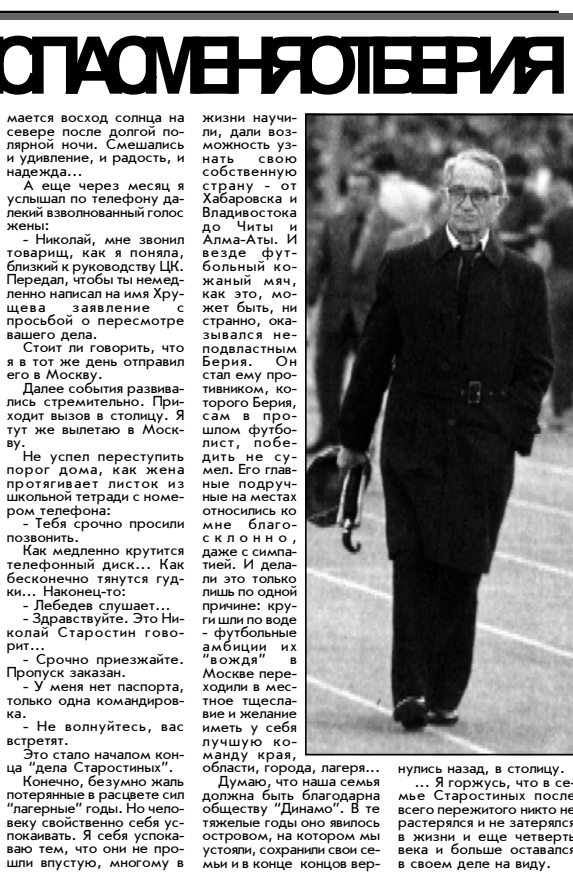 СПАС МЕНЯ ОТ БЕРИЯ
мается восход солнца на
севере после долгой по-
лярной ночи. Смешались
и удивление, и радость, и
надежда...
А еще через месяц я
услышал по телефону да-
лекий взволнованный голос
жены:
- Николай, мне звонил
товарищ, как я поняла,
близкий к руководству ЦК.
Передал, чтобы ты немед-
ленно написал на имя Хру-
щева заявление с
просьбой о пересмотре
вашего дела.
Стоит ли говорить, что
я в тот же день отправил
его в Москву.
Далее события развива-
лись стремительно. При-
ходит вызов в столицу. Я
тут же вылетаю в Моск-
ву.
Не успел переступить
порог дома, как жена
протягивает листок из
школьной тетради с номе-
ром телефона:
- Тебя срочно просили
позвонить.
Как медленно крутится
телефонный диск... Как
бесконечно тянутся гуд-
ки... Наконец-то:
- Лебедев слушает...
- Здравствуйте. Это Ни-
колай Старостин гово-
рит...
- Срочно приезжайте.
Пропуск заказан.
- У меня нет паспорта,
только одна командиров-
ка.
- Не волнуйтесь, вас
встретят.
Это стало началом кон-
ца "дела Старостиных".
Конечно, безумно жаль
потерянные в расцвете сил
"лагерные" годы. Но чело-
веку свойственно себя ус-
покаивать. Я себя успока-
иваю тем, что они не про-
шли впустую, многому в
жизни научи-
ли, дали воз-
можность уз-
нать свою
собственную
страну - от
Хабаровска и
Владивостока
до Читы и
Алма-Аты. И
везде фут-
больный ко-
жаный мяч,
как это, мо-
жет быть, ни
странно, ока-
зывался не-
подвластным
Берия. Он
стал ему про-
тивником, ко-
торого Берия,
сам в про-
шлом футбо-
лист, побе-
дить не су-
мел. Его глав-
ные подруч-
ные на местах
относились ко
мне благо-
склонно,
даже с симпа-
тией. И дела-
ли это только
лишь по одной
причине: кру-
ги шли по воде
- футбольные
амбиции их
"вождя" в
Москве пере-
ходили в мес-
тное тщесла-
вие и желание
иметь у себя
лучшую ко-
манду края,
области, города, лагеря...
Думаю, что наша семья
должна быть благодарна
обществу "Динамо". В те
тяжелые годы оно явилось
островом, на котором мы
устояли, сохранили свои се-
мьи и в конце концов вер-
нулись назад, в столицу.
... Я горжусь, что в се-
мье Старостиных после
всего пережитого никто не
растерялся и не затерялся
в жизни и еще четверть
века и больше оставался
в своем деле на виду.